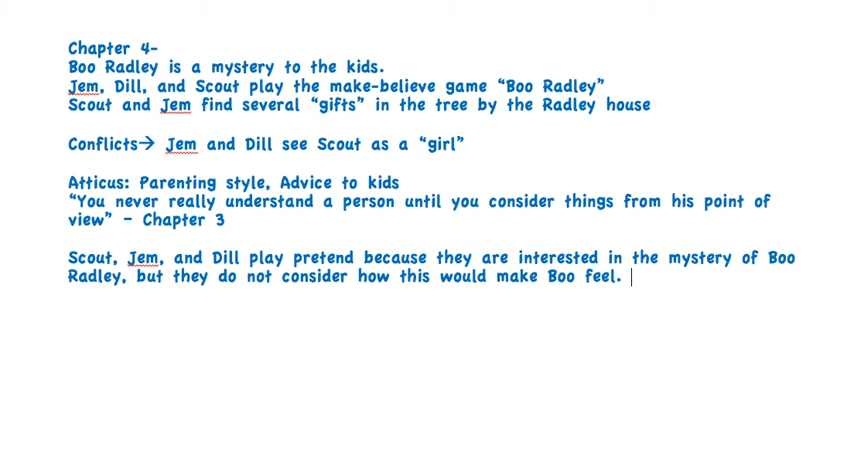 Chapter 4-
Boo Radley is a mystery to the kids.
Jem, Dill, and Scout play the make-believe game “Boo Radley”
Scout and Jem find several “gifts” in the tree by the Radley house
Conflicts→ Jem and Dill see Scout as a “girl”
Atticus: Parenting style, Advice to kids
“You never really understand a person until you consider things from his point of
view” – Chapter 3
Scout, Jem, and Dill play pretend because they are interested in the mystery of Boo
Radley, but they do not consider how this would make Boo feel.